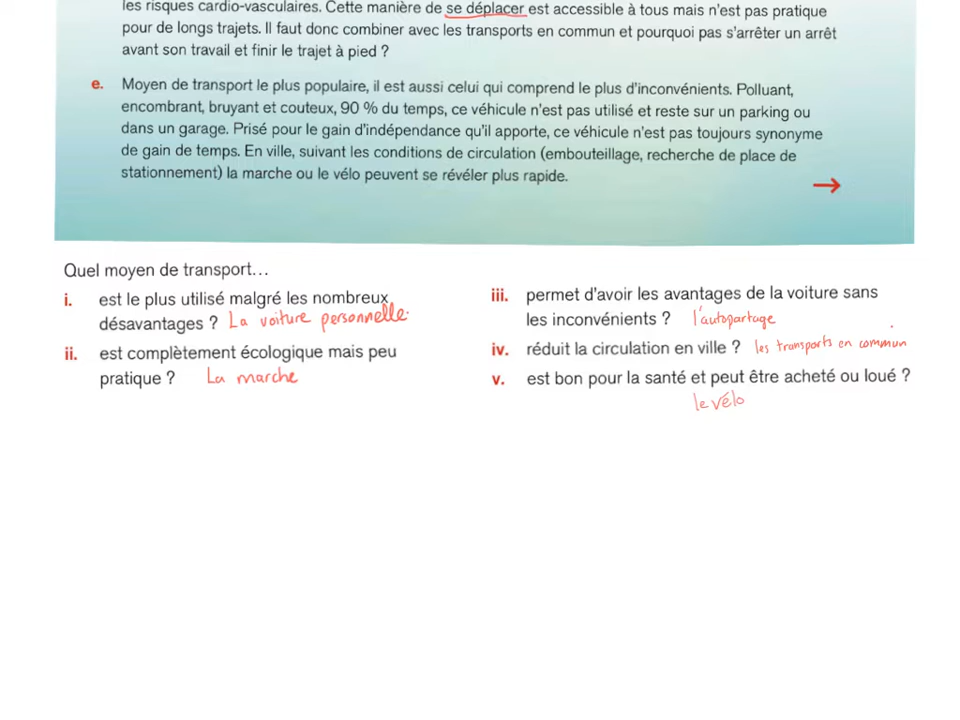 les risques cardio-vasculaires. Cette manière de se déplacer est accessible à tous mais n'est pas pratique
pour de longs trajets. Il faut donc combiner avec les transports en commun et pourquoi pas s'arrêter un arrêt
avant son travail et finir le trajet à pied ?
e. Moyen de transport le plus populaire, il est aussi celui qui comprend le plus d'inconvénients. Polluant,
encombrant, bruyant et couteux, 90 % du temps, ce véhicule n'est pas utilisé et reste sur un parking ou
dans un garage. Prisé pour le gain d'indépendance qu'il apporte, ce véhicule n'est pas toujours synonyme
de gain de temps. En ville, suivant les conditions de circulation (embouteillage, recherche de place de
stationnement) la marche ou le vélo peuvent se révéler plus rapide.
Quel moyen de transport...
i. est le plus utilisé malgré les nombreux
désavantages ? La voiture personnelle.
ii. est complètement écologique mais peu
pratique ? La marche
iii. permet d'avoir les avantages de la voiture sans
les inconvénients ? l'autopartage
iv. réduit la circulation en ville ? les transports en commun
v. est bon pour la santé et peut être acheté ou loué ?
le vélo